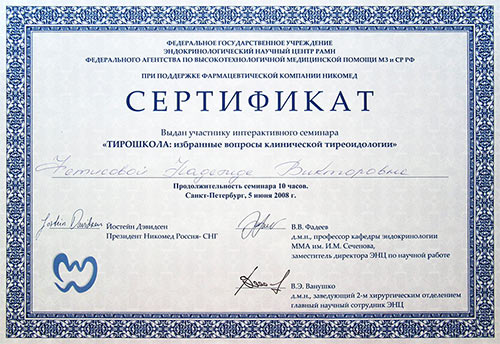 ФЕДЕРАЛЬНОЕ ГОСУДАРСТВЕННОЕ УЧРЕЖДЕНИЕ
ЭНДОКРИНОЛОГИЧЕСКИЙ НАУЧНЫЙ ЦЕНТР РАМН
ФЕДЕРАЛЬНОГО АГЕНТСТВА ПО ВЫСОКОТЕХНОЛОГИЧНОЙ МЕДИЦИНСКОЙ ПОМОЩИ МЗ и СР РФ
ПРИ ПОДДЕРЖКЕ ФАРМАЦЕВТИЧЕСКОЙ КОМПАНИИ НИКОМЕД
СЕРТИФИКАТ
Выдан участнику интерактивного семинара
«ТИРОШКОЛА: избранные вопросы клинической тиреоидологии»
Надежде Викторовне
Продолжительность семинара 10 часов.
Санкт-Петербург, 5 июня 2008 г.
Йостейн Дэвидсен
Президент Никомед Россия- СНГ
В.В. Фадеев
д.м.н., профессор кафедры эндокринологии
ММА им. И.М. Сеченова,
заместитель директора ЭНЦ по научной работе
В.Э. Ванушко
д.м.н., заведующий 2-м хирургическим отделением
главный научный сотрудник ЭНЦ